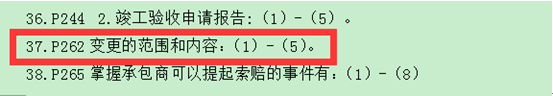 36.P244 2.竣工验收申请报告:(1)-(5)。
37.P262 变更的范围和内容:(1)-(5)。
38.P265 掌握承包商可以提起索赔的事件有:(1)-(8)